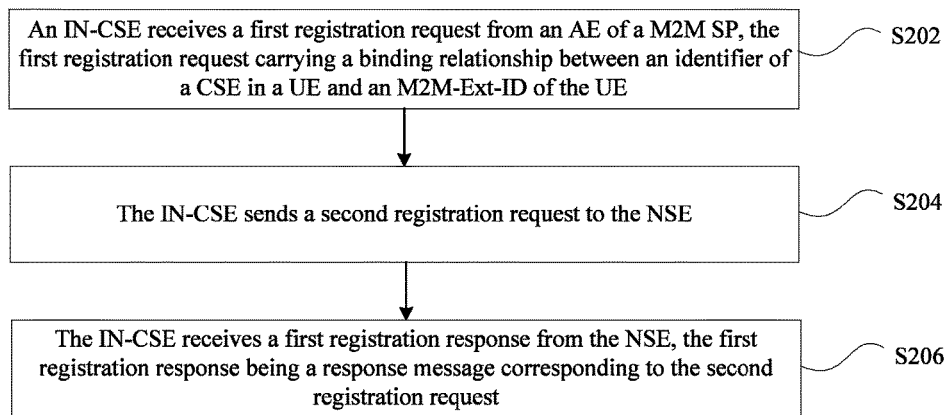 An IN-CSE receives a first registration request from an AE of a M2M SP, the
first registration request carrying a binding relationship between an identifier of
a CSE in a UE and an M2M-Ext-ID of the UE
S202
The IN-CSE sends a second registration request to the NSE
S204
The IN-CSE receives a first registration response from the NSE, the first
registration response being a response message corresponding to the second
registration request
S206